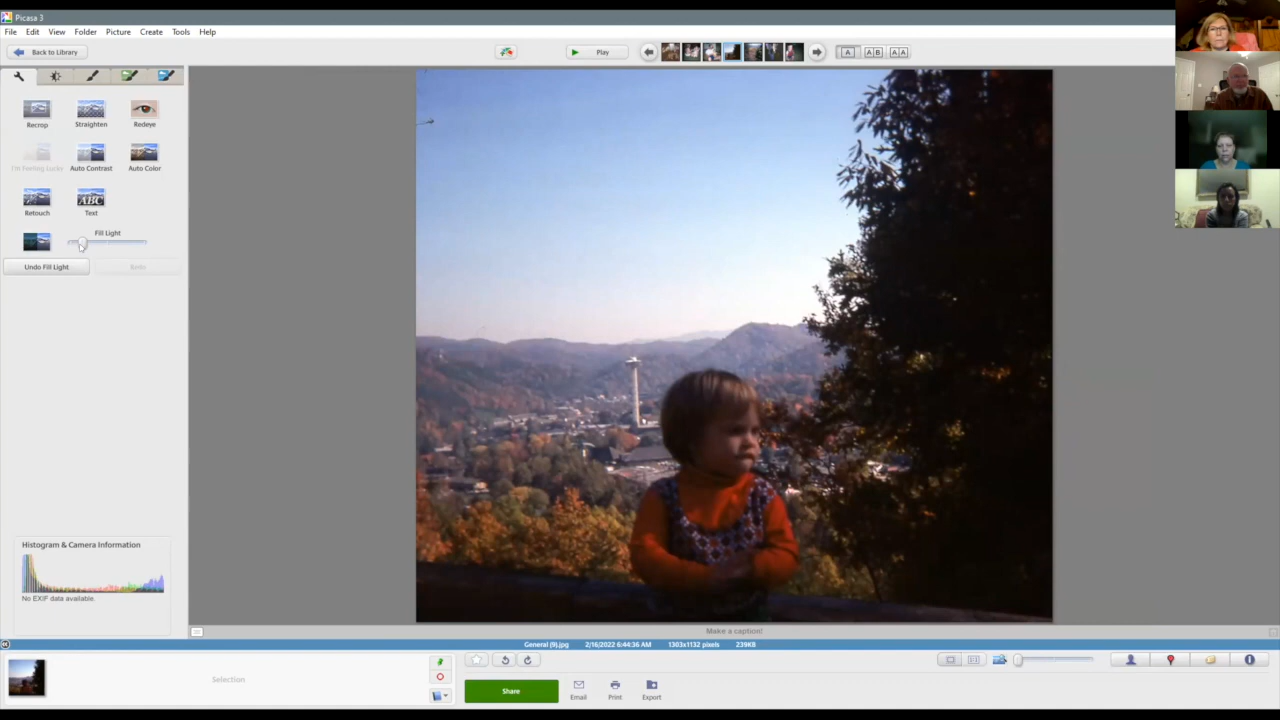 Picasa 3
File Edit View Folder Picture Create Tools Help
Back to Library
Play
A
A B
A A
Recrop
Straighten
Redeye
I'm Feeling Lucky
Auto Contrast
Auto Color
ABC
Retouch
Text
Fill Light
Undo Fill Light
Redo
Histogram & Camera Information
No EXIF data available.
Make a caption!
General (9).jpg 2/16/2022 6:44:36 AM 1303x1132 pixels 239KB
Selection
Share
Email
Print
Export